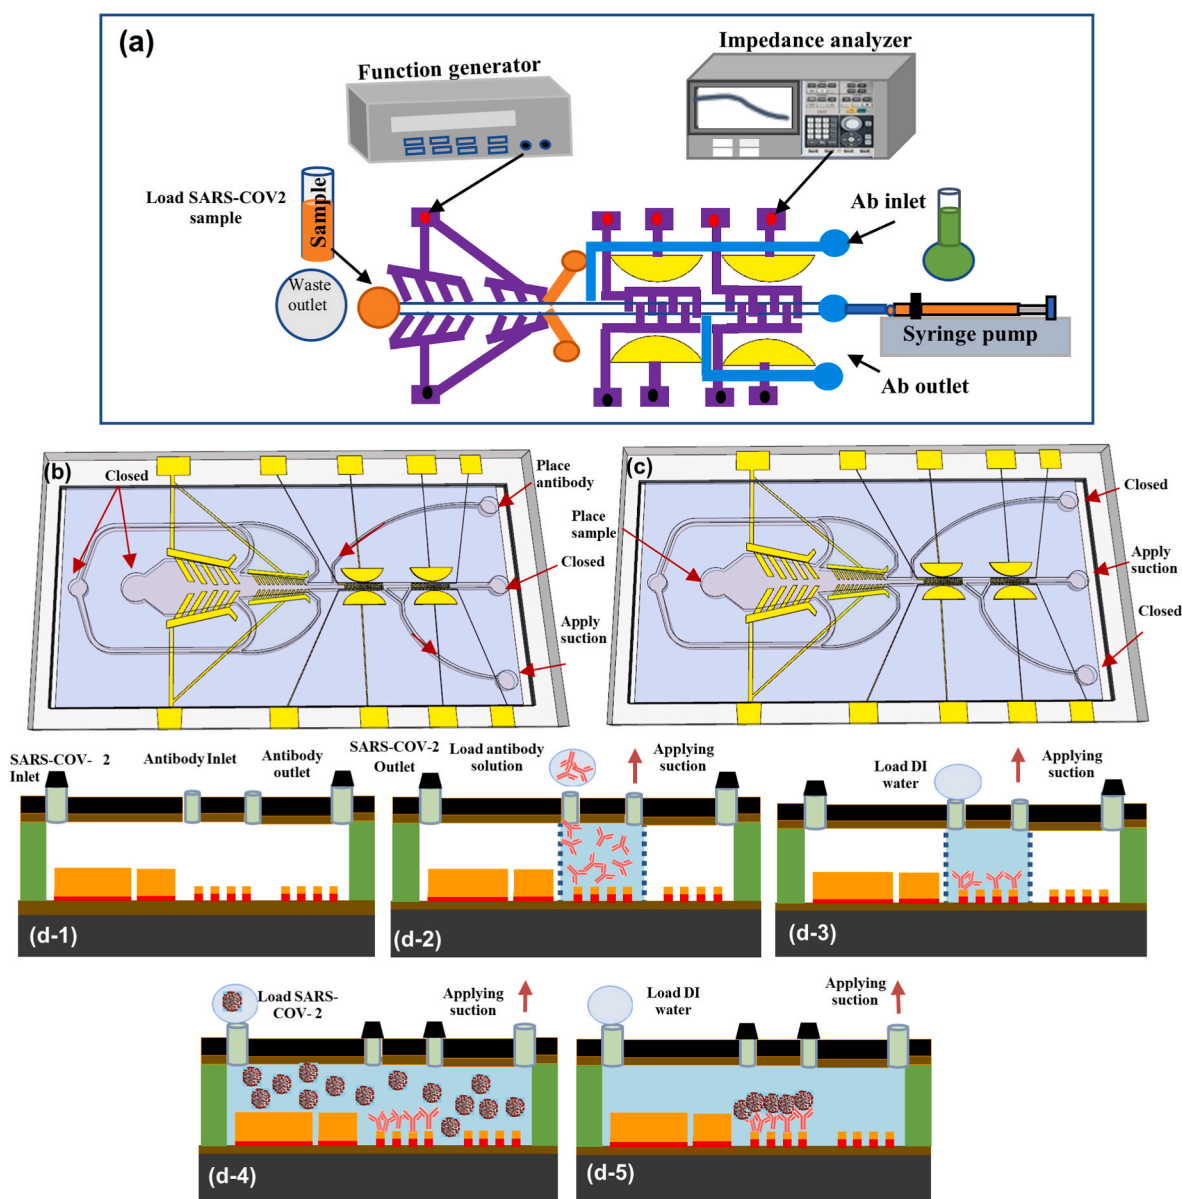 (a)
Impedance analyzer
Function generator
Load SARS-COV2
sample
Sample
Ab inlet
Waste
outlet
Syringe pump
Ab outlet
(b)
Closed
Place
antibody
Closed
Apply
suction
(c)
Place
sample
Closed
Apply
suction
Closed
SARS-COV- 2
Inlet
Antibody Inlet
Antibody
outlet
SARS-COV-2
Outlet
(d-1)
Load antibody
solution
Applying
suction
(d-2)
Load DI
water
Applying
suction
(d-3)
Load SARS-
COV- 2
Applying
suction
(d-4)
Load DI
water
Applying
suction
(d-5)